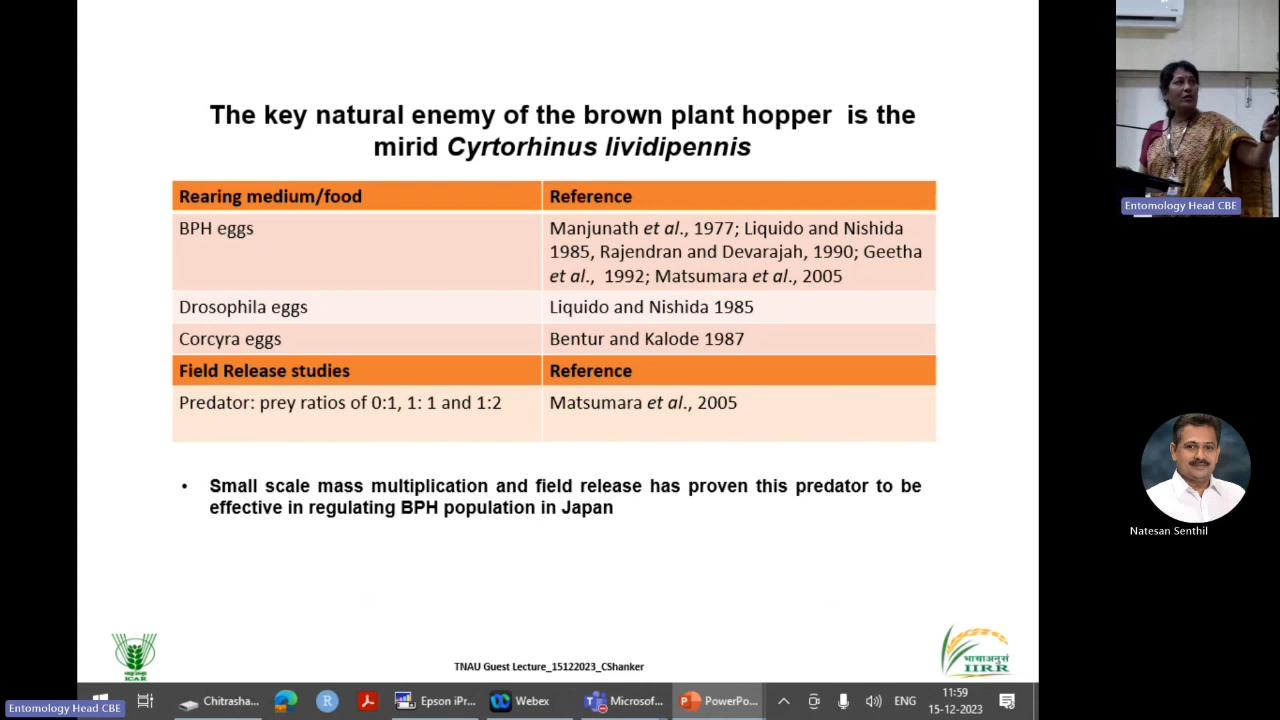 The key natural enemy of the brown plant hopper is the
mirid Cyrtorhinus lividipennis
Rearing medium/food
Reference
BPH eggs
Manjunath et al., 1977; Liquido and Nishida
1985, Rajendran and Devarajah, 1990; Geetha
et al., 1992; Matsumara et al., 2005
Drosophila eggs
Liquido and Nishida 1985
Corcyra eggs
Bentur and Kalode 1987
Field Release studies
Reference
Predator: prey ratios of 0:1, 1: 1 and 1:2
Matsumara et al., 2005
• Small scale mass multiplication and field release has proven this predator to be
effective in regulating BPH population in Japan
ICAR
TNAU Guest Lecture_15122023_CShanker
भाचाअनुसं
IIRR
Entomology Head CBE
Natesan Senthil
Entomology Head CBE
Chitrasha...
R
Epson iPr...
Webex
Microsof...
PowerPo...
ENG
11:59
15-12-2023